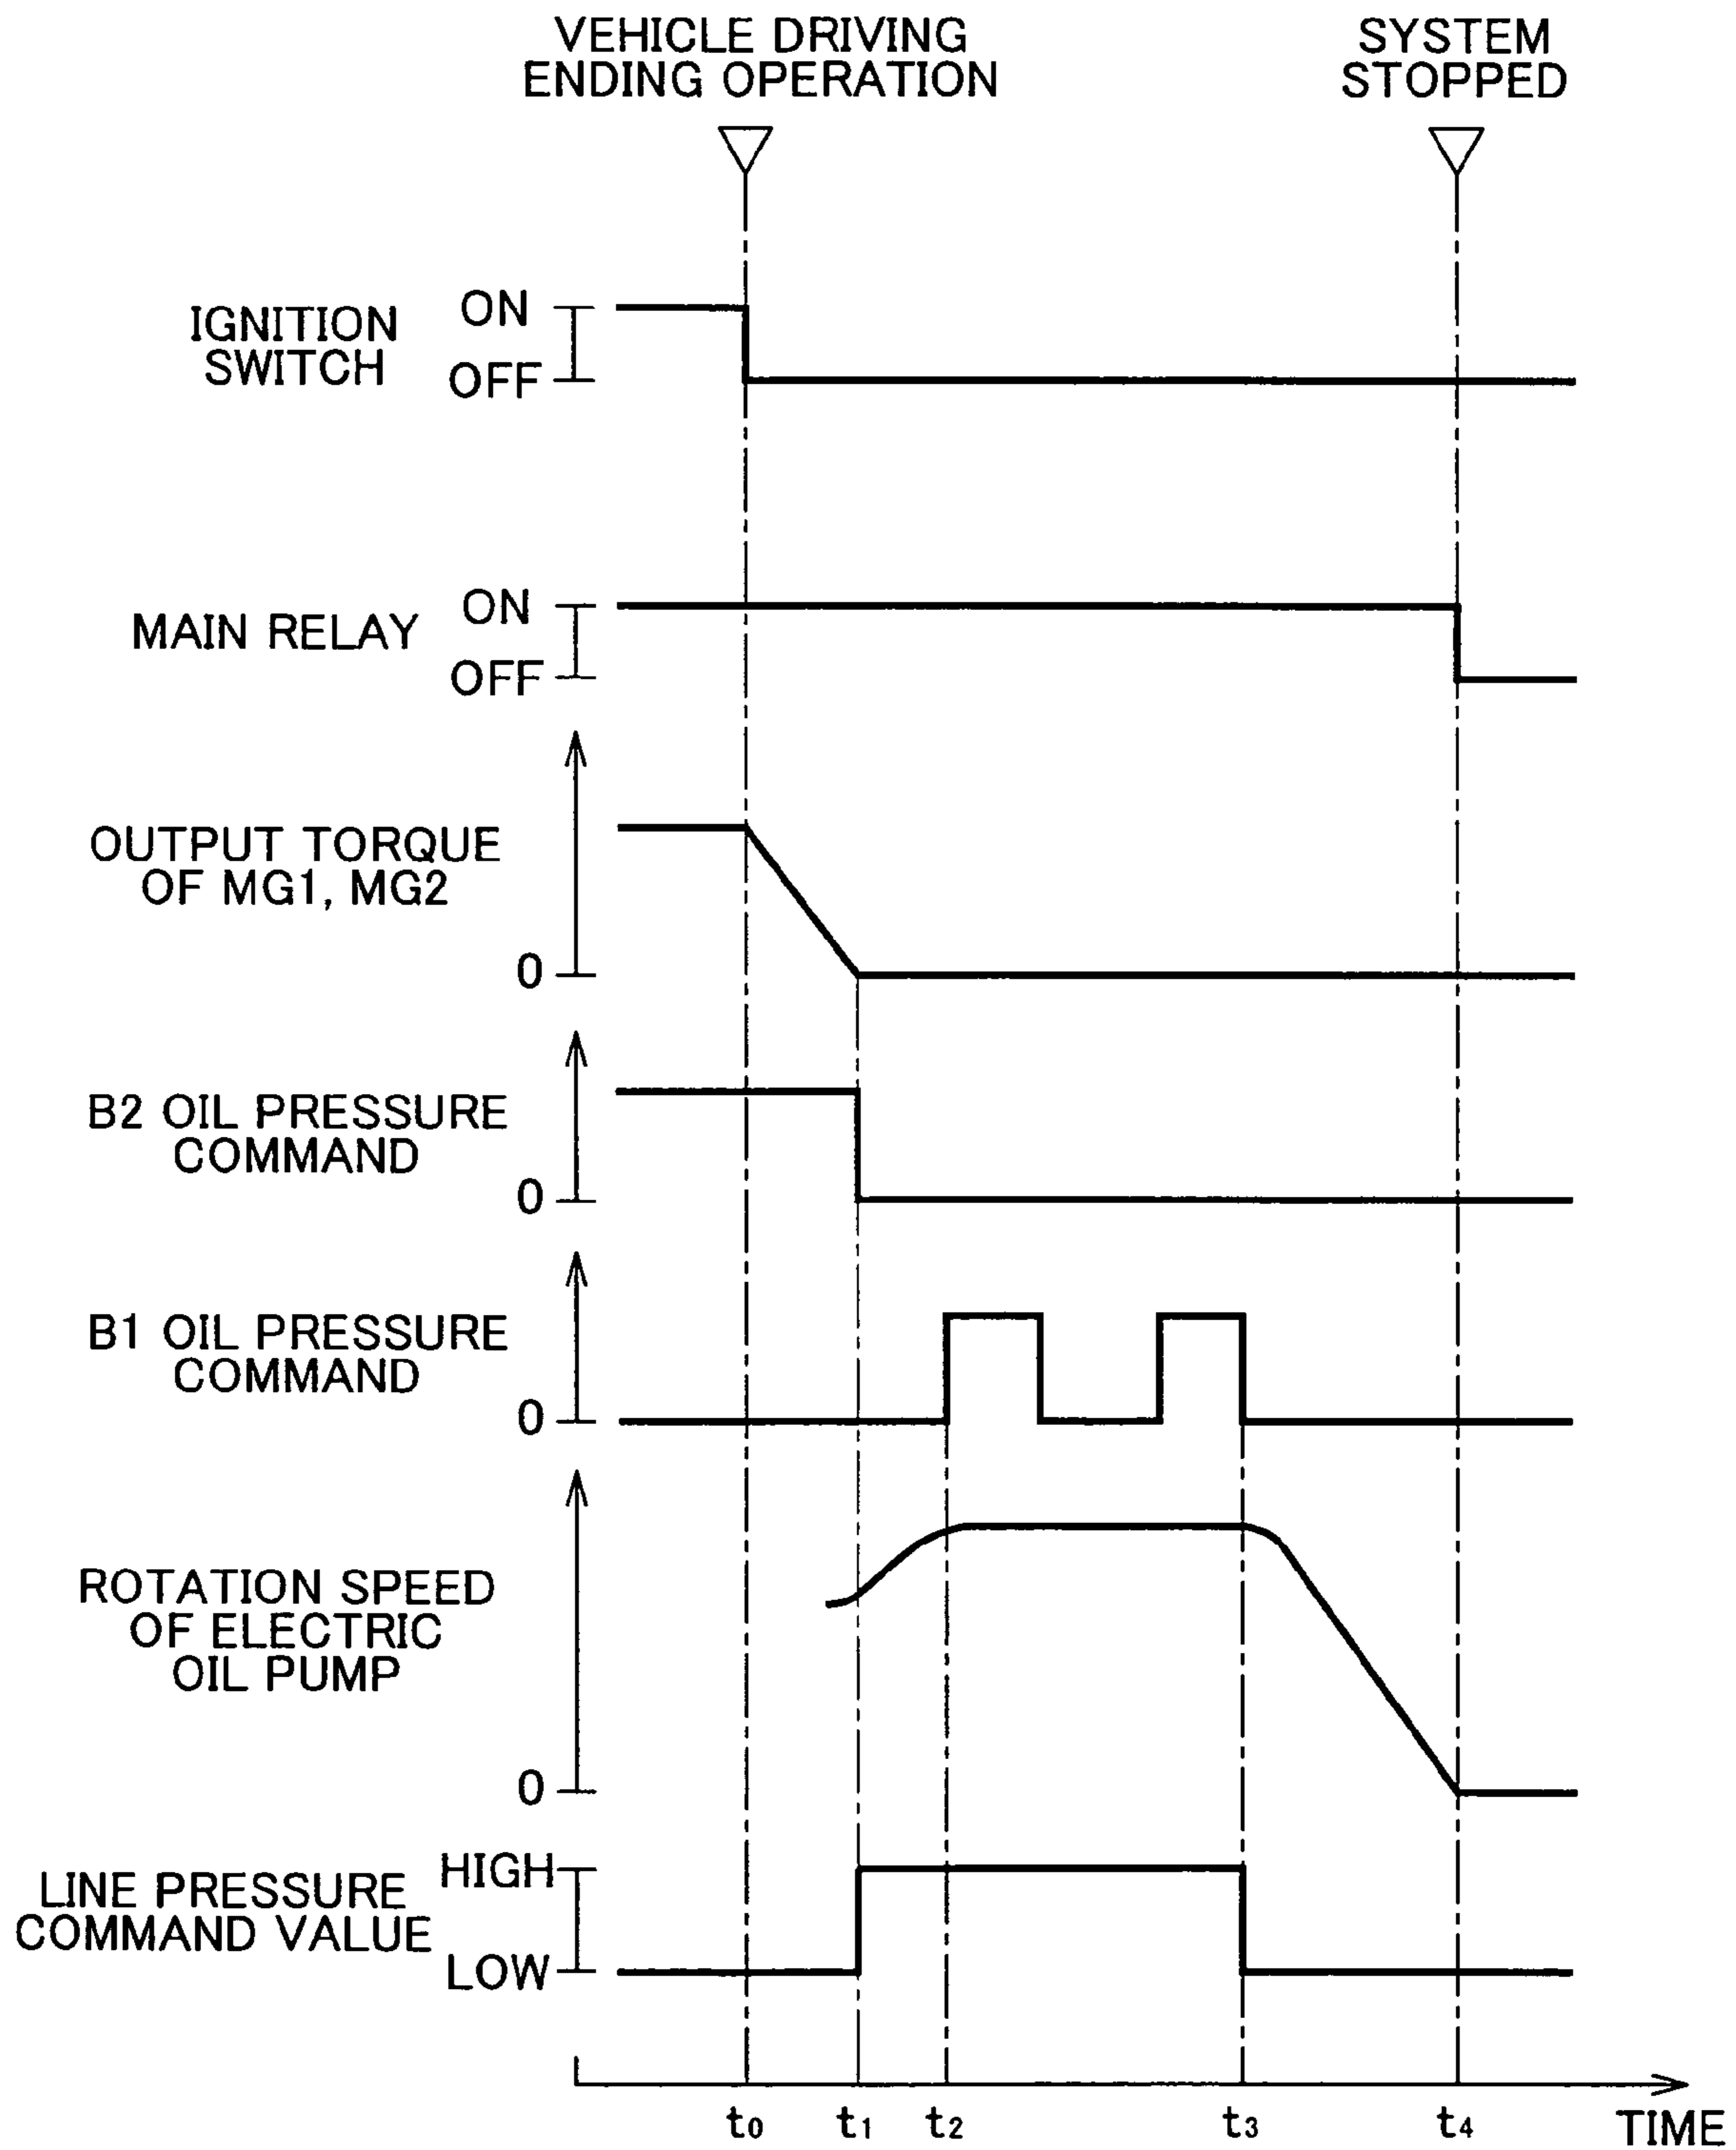 VEHICLE DRIVING
ENDING OPERATION
SYSTEM
STOPPED
IGNITION
SWITCH
ON
OFF
MAIN RELAY
ON
OFF
OUTPUT TORQUE
OF MG1, MG2
0
B2 OIL PRESSURE
COMMAND
0
B1 OIL PRESSURE
COMMAND
0
ROTATION SPEED
OF ELECTRIC
OIL PUMP
0
LINE PRESSURE
COMMAND VALUE
HIGH
LOW
t0 t1 t2 t3 t4 TIME